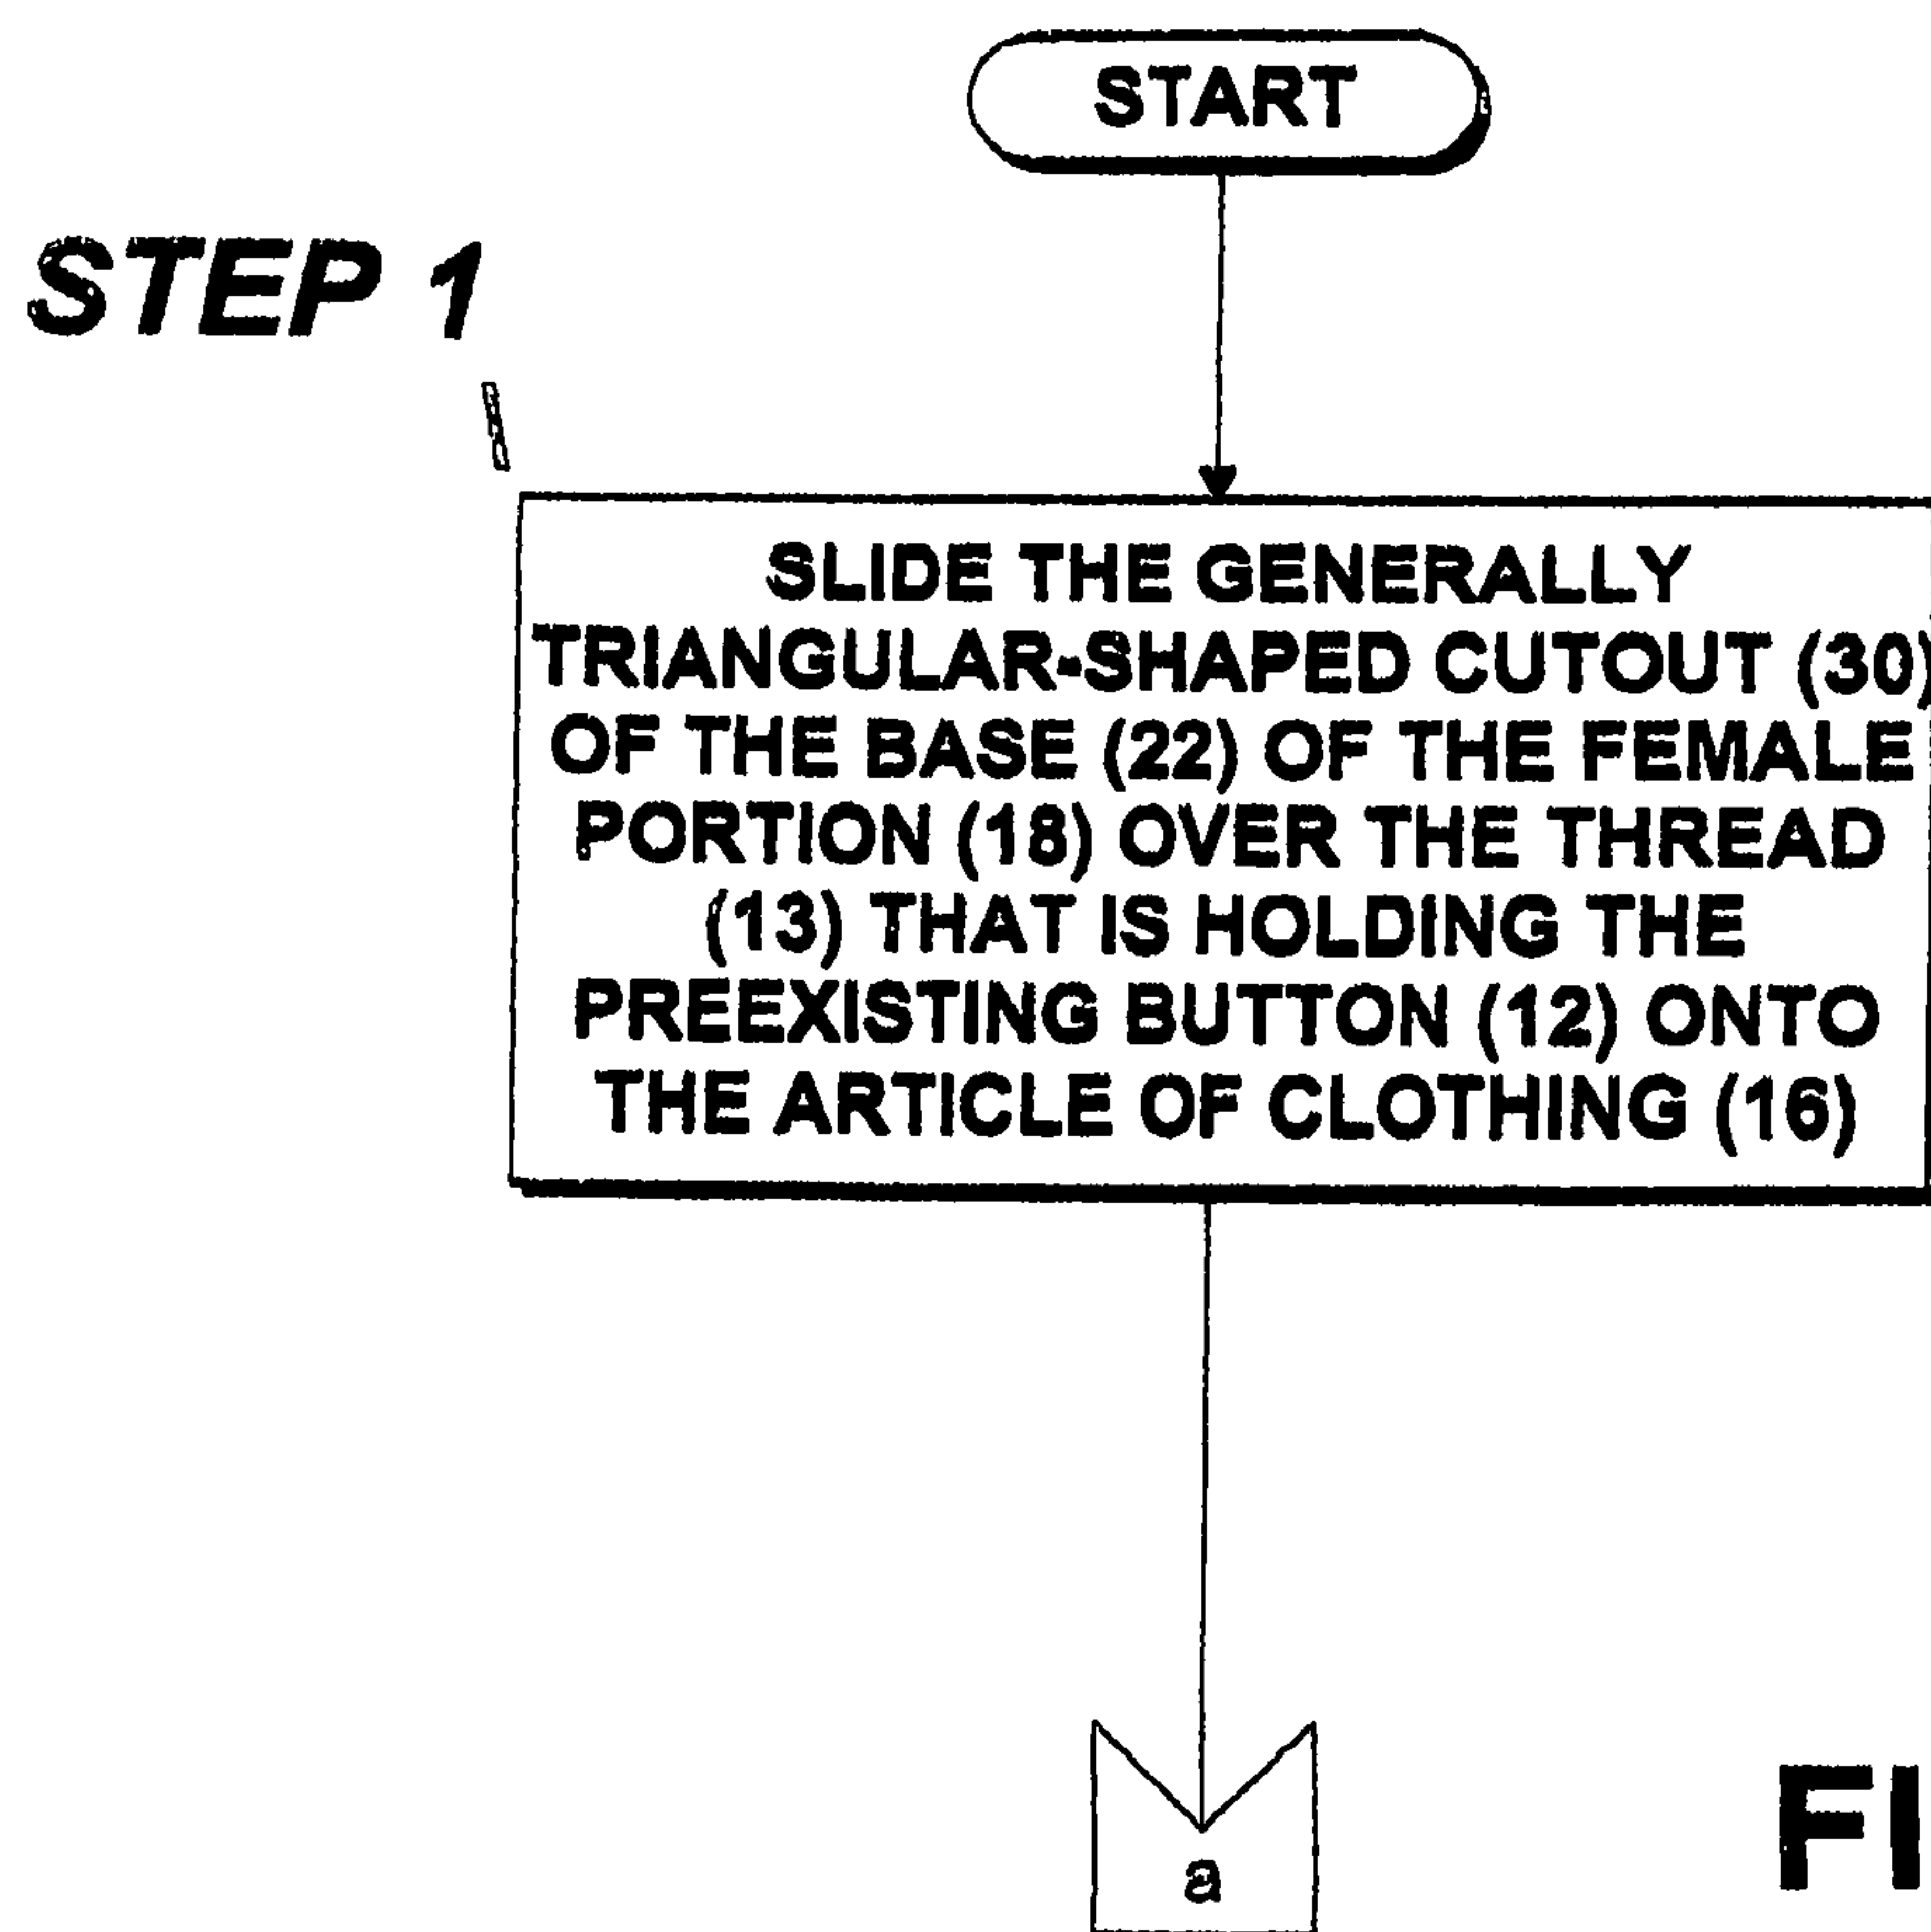 START
STEP 1
SLIDE THE GENERALLY
TRIANGULAR-SHAPED CUTOUT (30)
OF THE BASE (22) OF THE FEMALE
PORTION (18) OVER THE THREAD
(13) THAT IS HOLDING THE
PREEXISTING BUTTON (12) ONTO
THE ARTICLE OF CLOTHING (16)
a
FI